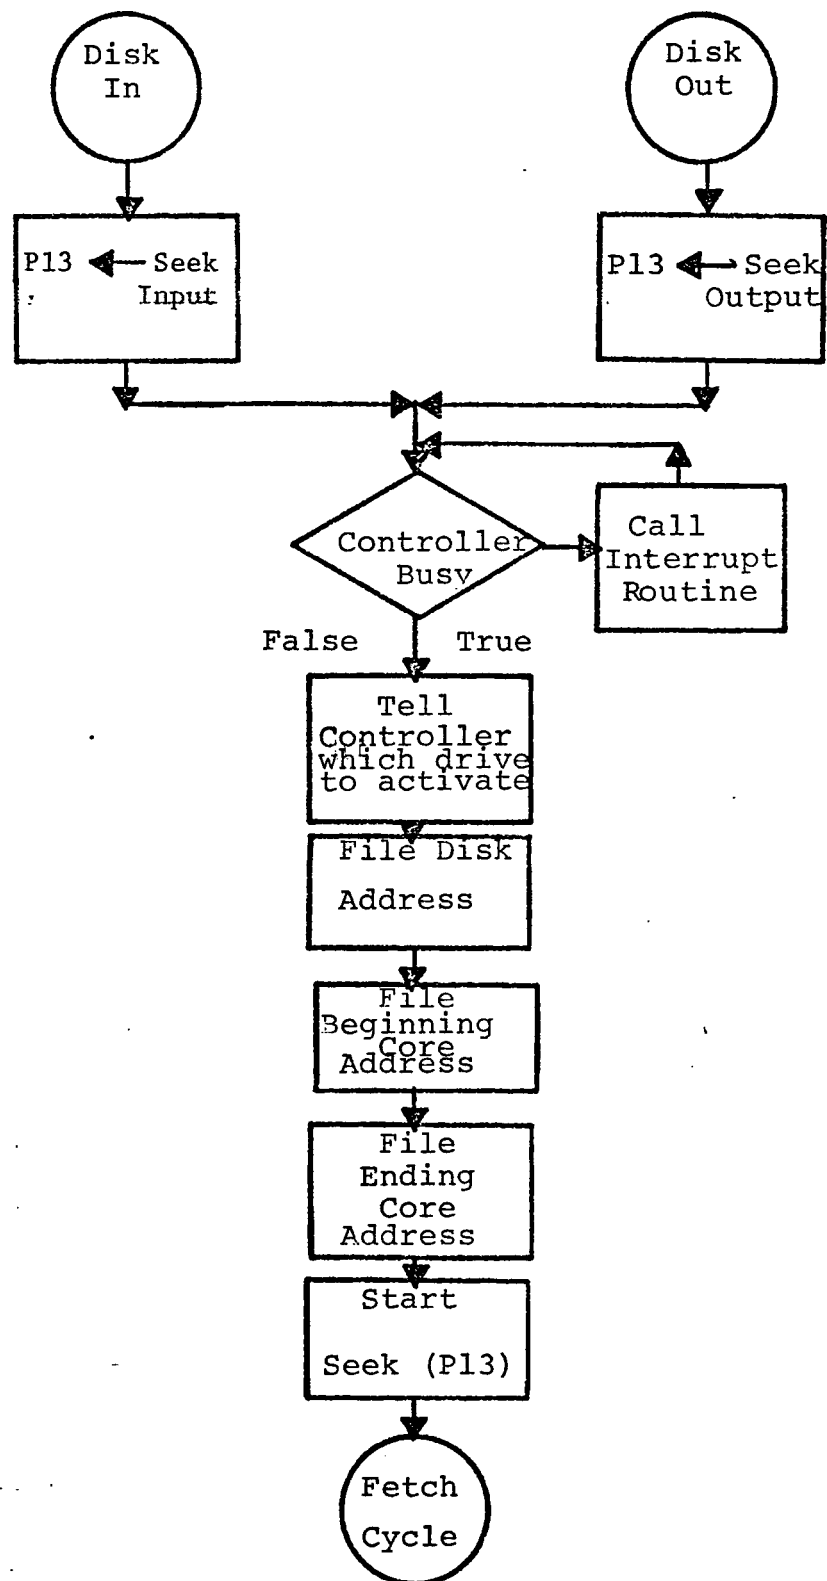 Disk
In
Disk
Out
P13 Seek
Input
P13 Seek
Output
Controller
Busy
Call
Interrupt
Routine
False True
Tell
Controller
which drive
to activate
File Disk
Address
File
Beginning
Core
Address
File
Ending
Core
Address
Start
Seek (P13)
Fetch
Cycle